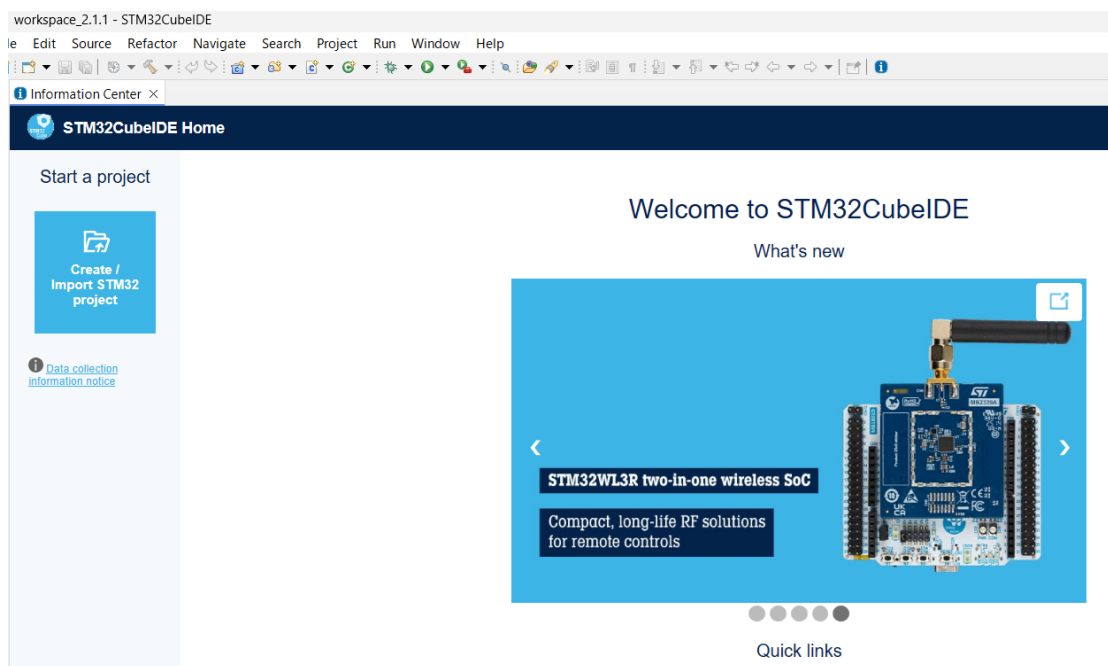 workspace_2.1.1 - STM32CubeIDE
le Edit Source Refactor Navigate Search Project Run Window Help
Information Center
STM32CubeIDE Home
Start a project
Create /
Import STM32
project
Data collection
information notice
Welcome to STM32CubeIDE
What's new
STM32WL3R two-in-one wireless SoC
Compact, long-life RF solutions
for remote controls
Quick links